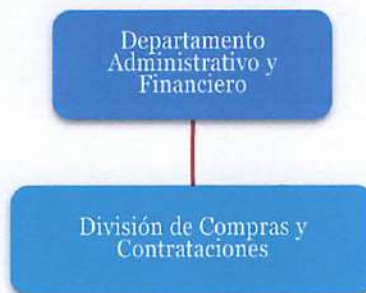 Departamento
Administrativo y
Financiero
División de Compras y
Contrataciones